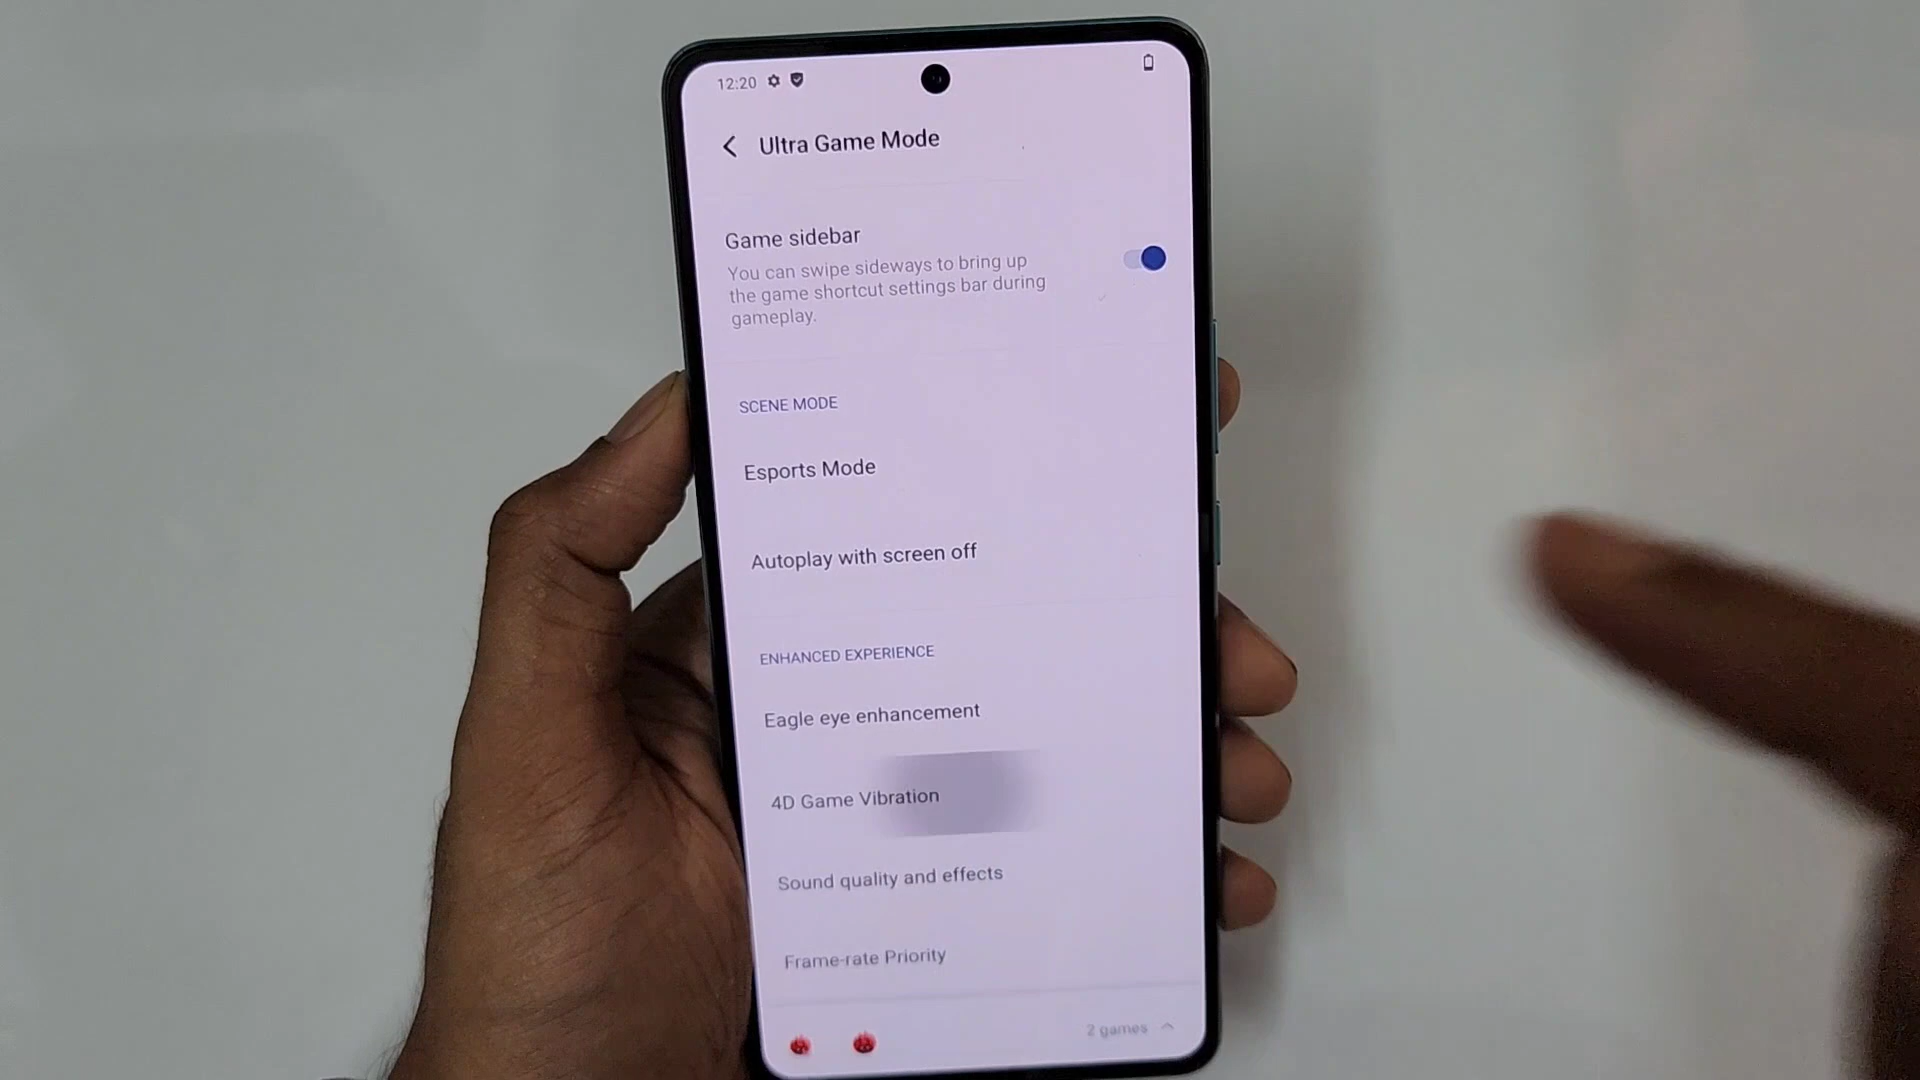 12:20
Ultra Game Mode
Game sidebar
You can swipe sideways to bring up
the game shortcut settings bar during
gameplay.
SCENE MODE
Esports Mode
Autoplay with screen off
ENHANCED EXPERIENCE
Eagle eye enhancement
4D Game Vibration
Sound quality and effects
Frame-rate Priority
2 games